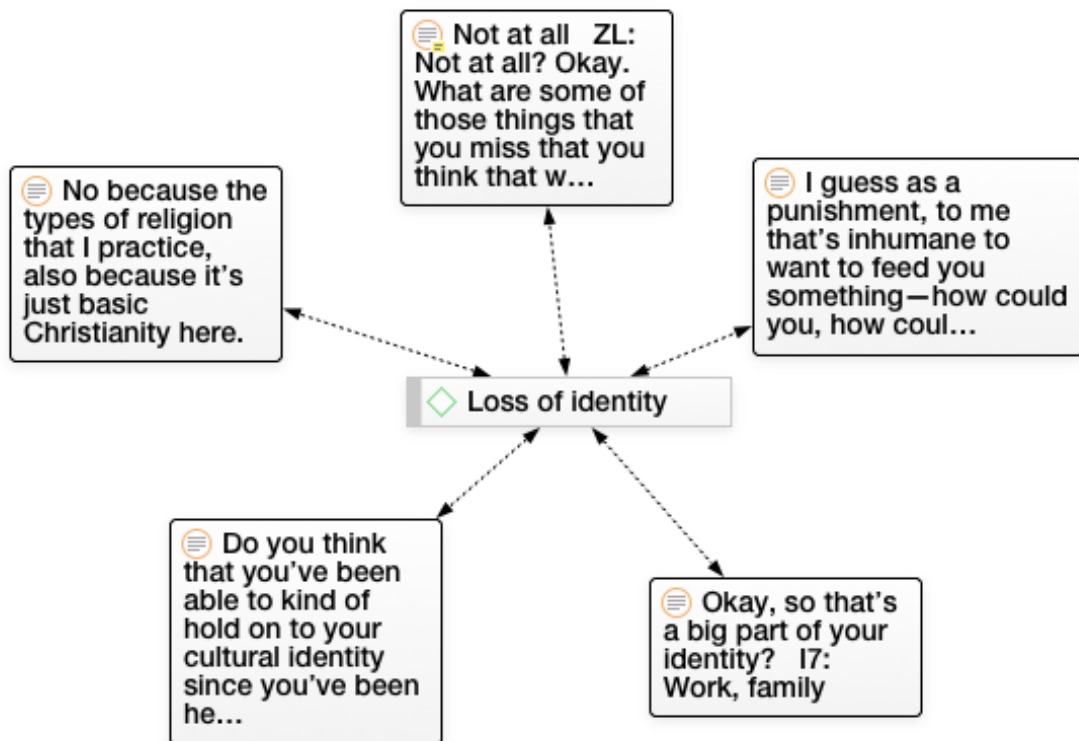 Not at all   ZL:
Not at all? Okay.
What are some of
those things that
you miss that you
think that w...
No because the
types of religion
that I practice,
also because it’s
just basic
Christianity here.
I guess as a
punishment, to me
that’s inhumane to
want to feed you
something—how could
you, how coul...
Loss of identity
Do you think
that you’ve been
able to kind of
hold on to your
cultural identity
since you’ve been
he...
Okay, so that’s
a big part of your
identity?   I7:
Work, family